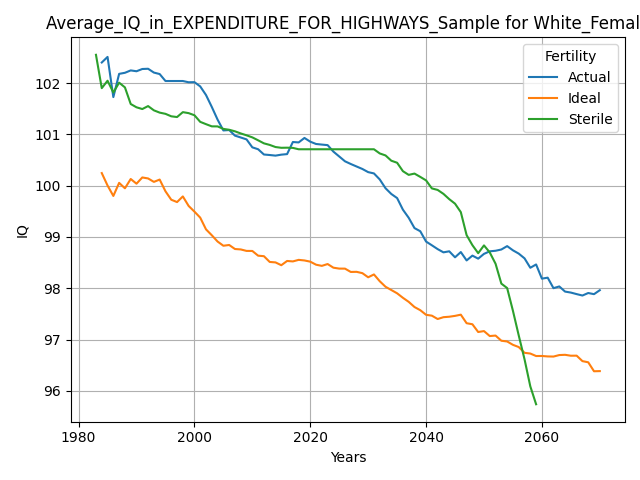 Average_IQ_in_EXPENDITURE_FOR_HIGHWAYS_Sample for White_Femal
Fertility
Actual
Ideal
Sterile
102
101
100
99
98
97
96
IQ
1980
2000
2020
2040
2060
Years